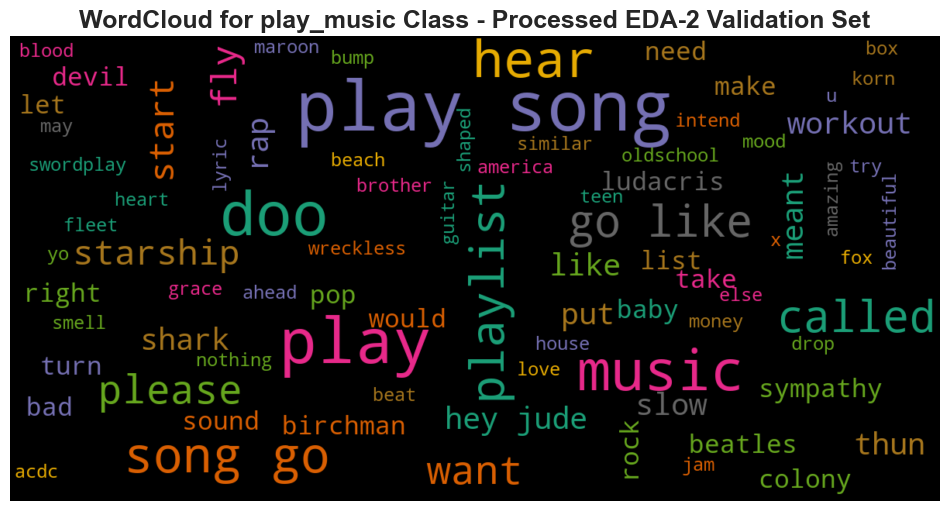 WordCloud for play_music Class - Processed EDA-2 Validation Set
blood
maroon
bump
hear
need
box
devil
fly
make
korn
let
start
play song
u
workout
may
rap
intend
mood
swordplay
lyric
beach
shaped
similar
oldschool
try
america
brother
ludacris
amazing
heart
doo
guitar
teen
meant
beautiful
fleet
go like
x
yo
starship
wreckless
playlist
like
list
fox
right
grace
ahead
pop
take
else
smell
would
put
baby
money
called
shark
play
house
drop
turn
nothing
love
music
sympathy
please
beat
slow
bad
sound
birchman
hey jude
rock
beatles
thun
song go
want
jam
acdc
colony